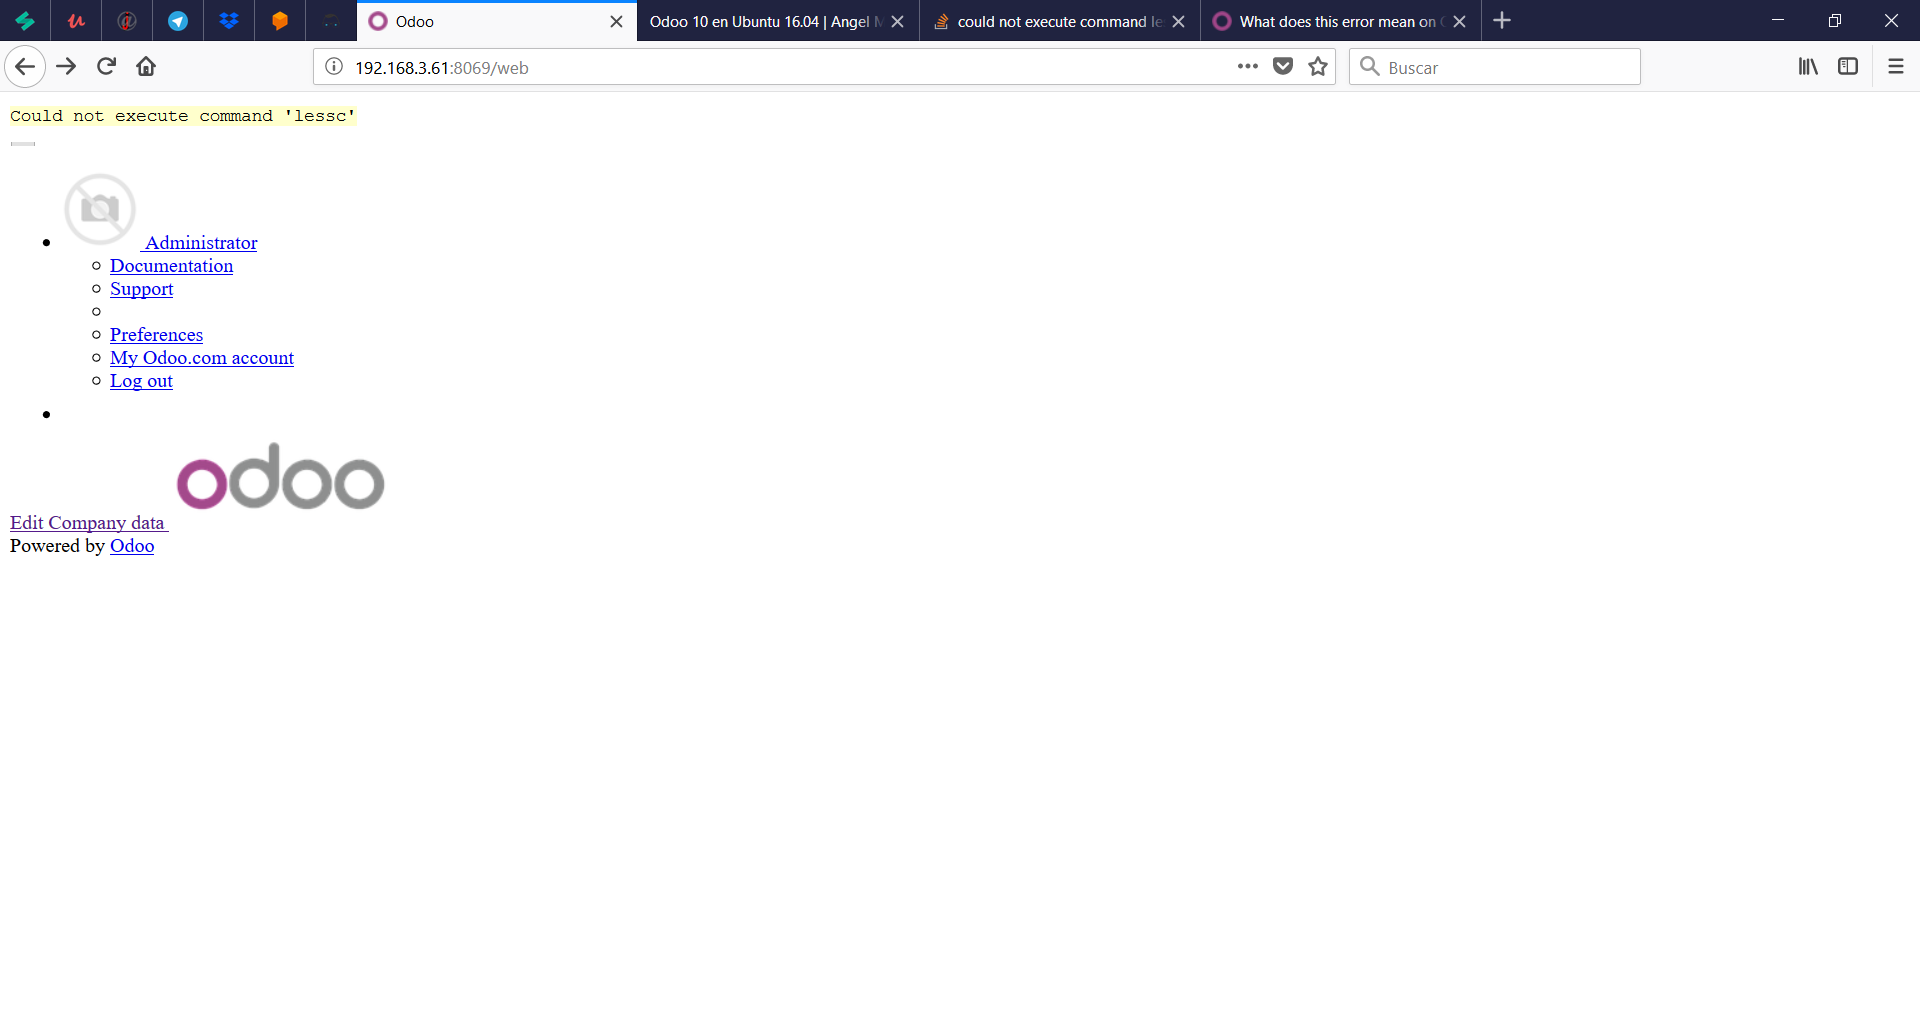 Odoo
Odoo 10 en Ubuntu 16.04 | Angel
could not execute command
What does this error mean on
192.168.3.61:8069/web
Buscar
Could not execute command 'lessc'
Administrator
Documentation
Support
Preferences
My Odoo.com account
Log out
odoo
Edit Company data
Powered by Odoo